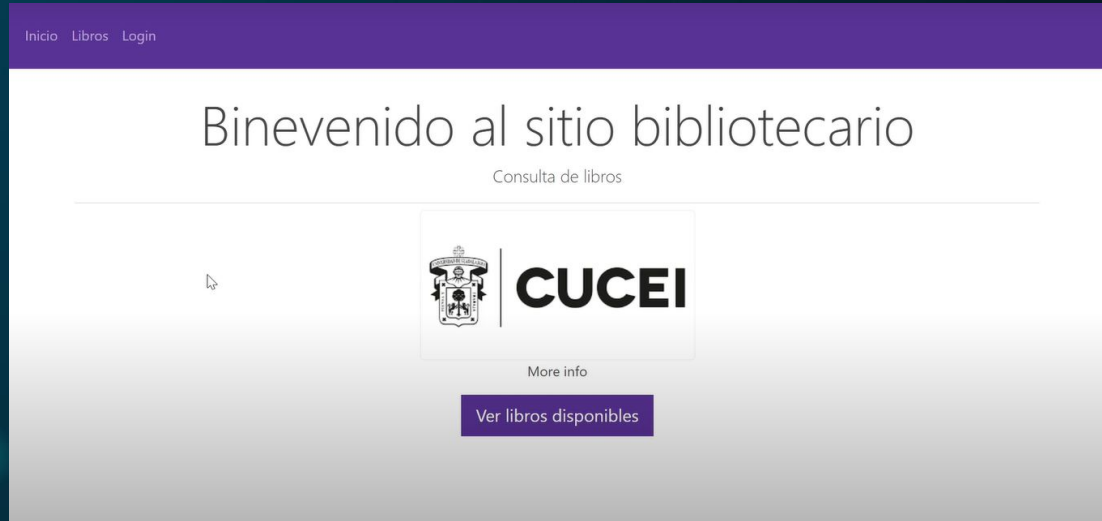 Inicio Libros Login
Binevenido al sitio bibliotecario
Consulta de libros
CUCEI
More info
Ver libros disponibles